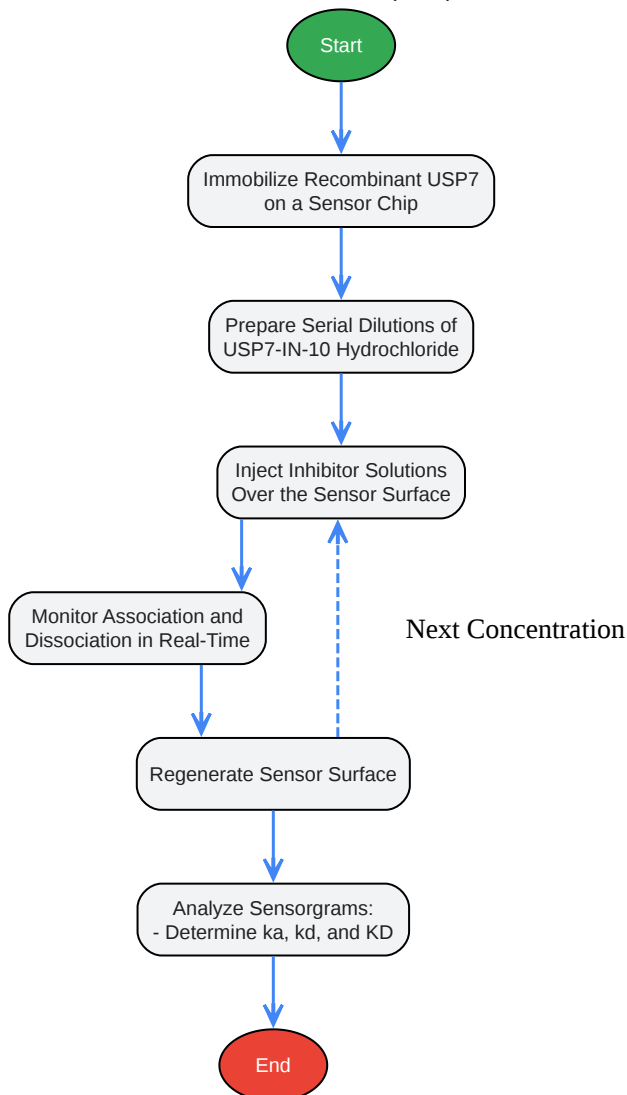 Start
Immobilize Recombinant USP7
on a Sensor Chip
Prepare Serial Dilutions of
USP7-IN-10 Hydrochloride
Inject Inhibitor Solutions
Over the Sensor Surface
Monitor Association and
Dissociation in Real-Time
Next Concentration
Regenerate Sensor Surface
Analyze Sensorgrams:
- Determine ka, kd, and KD
End